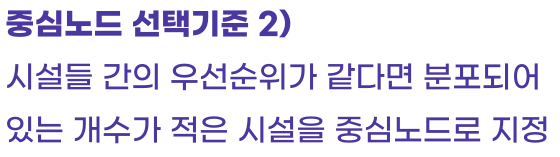 중심노드 선택기준 2)
시설들 간의 우선순위가 같다면 분포되어
있는 개수가 적은 시설을 중심노드로 지정